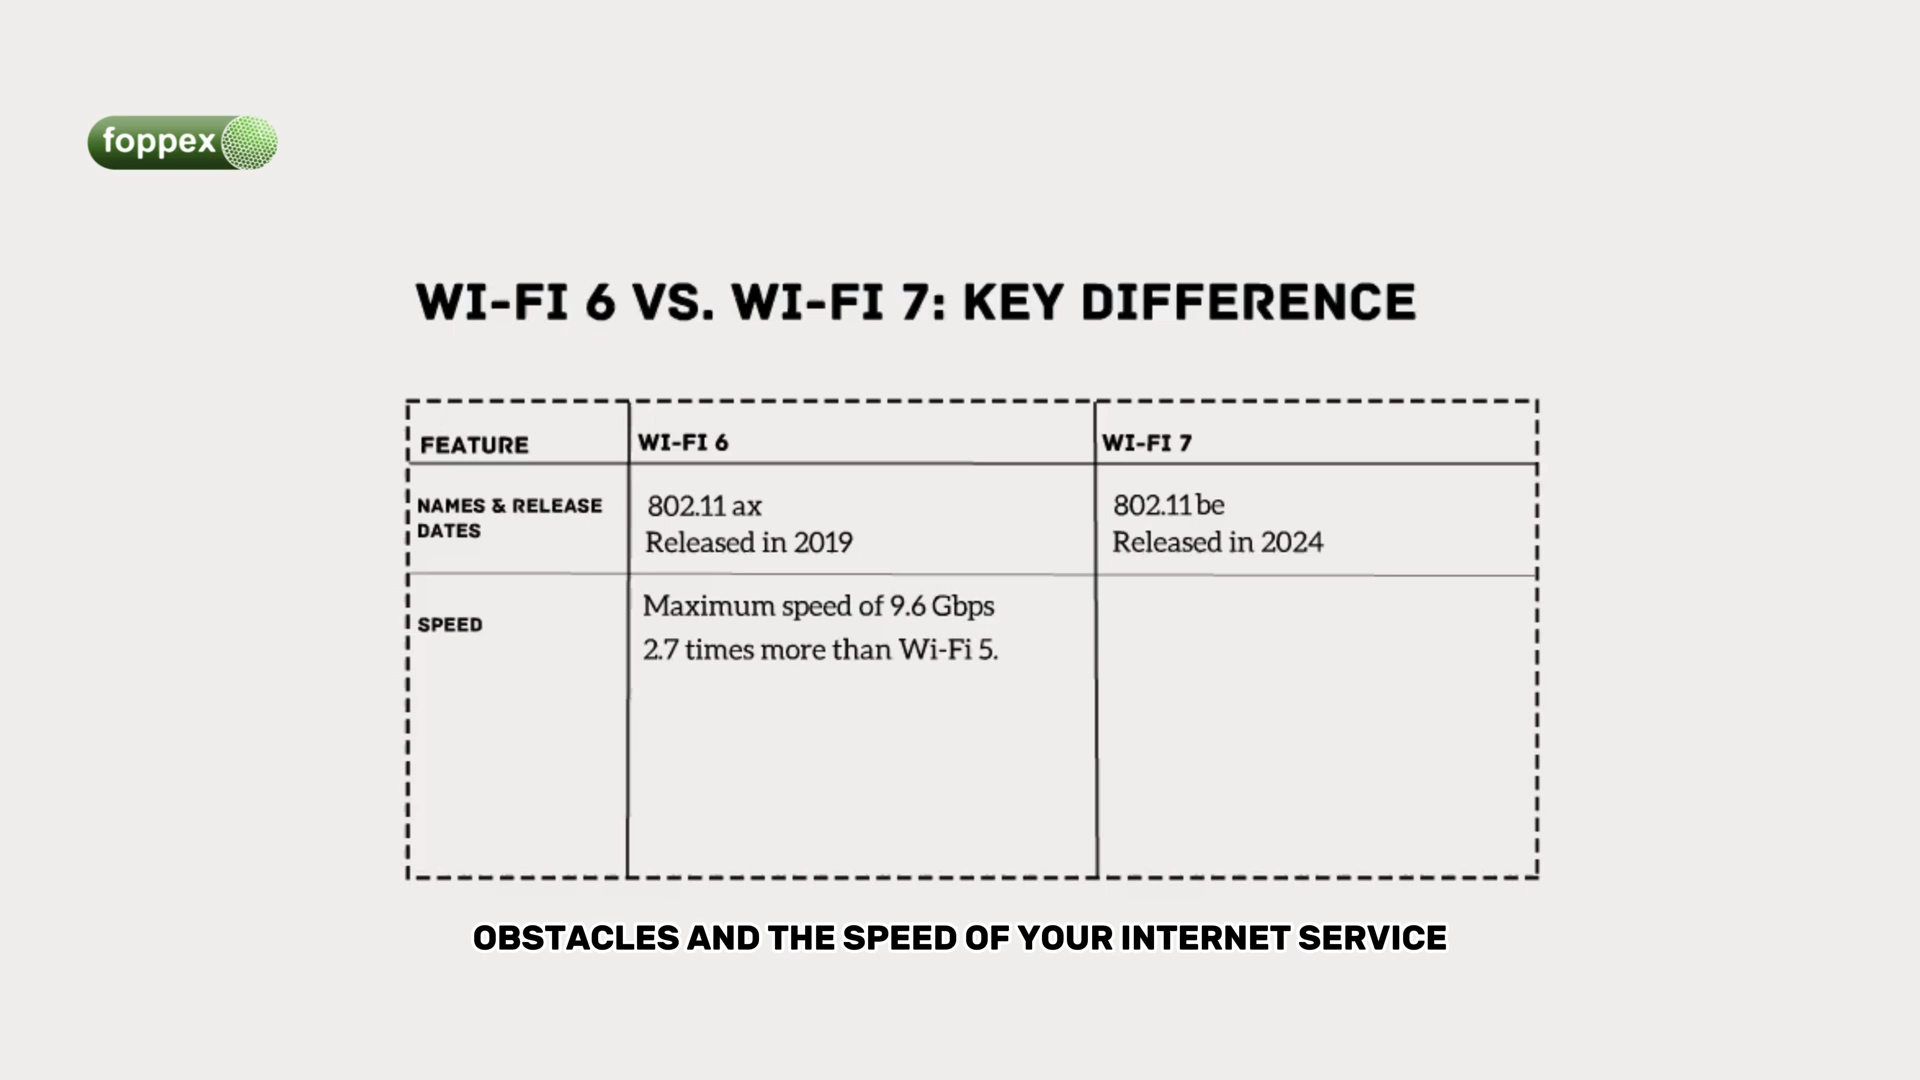 foppex
WI-FI 6 VS. WI-FI 7: KEY DIFFERENCE
FEATURE
WI-FI 6
WI-FI 7
NAMES & RELEASE
DATES
802.11 ax
Released in 2019
802.11 be
Released in 2024
SPEED
Maximum speed of 9.6 Gbps
2.7 times more than Wi-Fi 5.
OBSTACLES AND THE SPEED OF YOUR INTERNET SERVICE